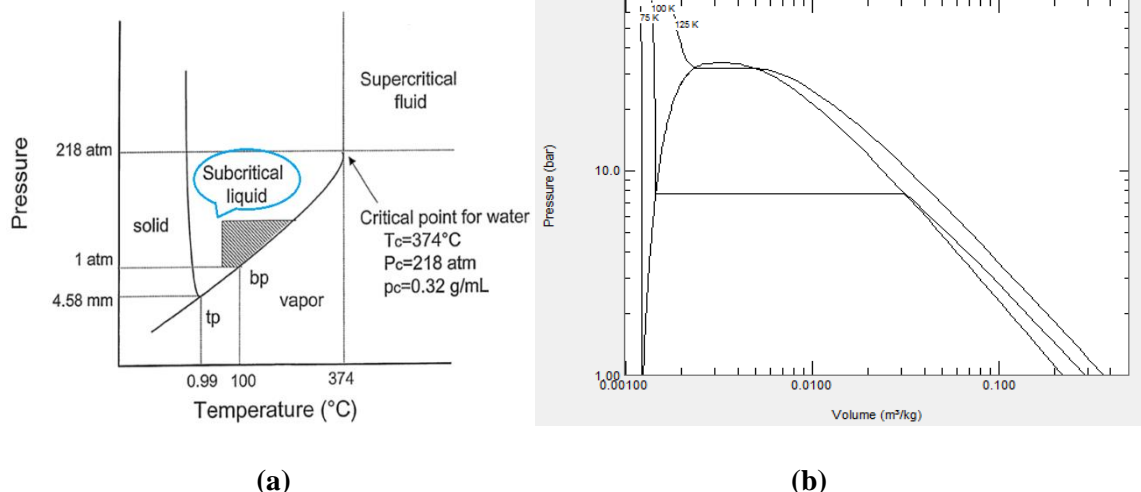 Pressure
218 atm
1 atm
4.58 mm
solid
Subcritical
liquid
Supercritical
fluid
Critical point for water
Tc=374°C
Pc=218 atm
pc=0.32 g/mL
bp
vapor
tp
0.99 100 374
Temperature (°C)
(a)
75 K
100 K
125 K
Pressure (bar)
10.0
1.00
0.00100 0.0100 0.100
Volume (m³/kg)
(b)